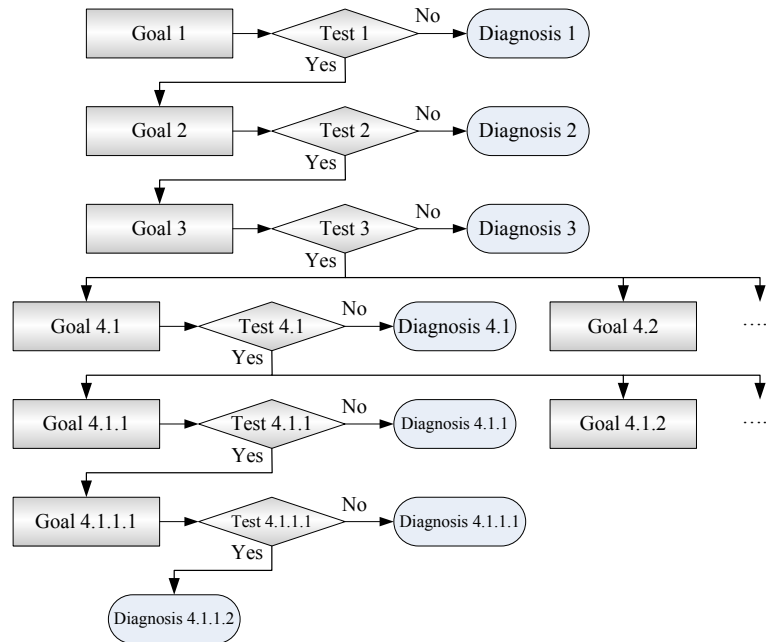 Goal 1
Test 1
No
Diagnosis 1
Yes
Goal 2
Test 2
No
Diagnosis 2
Yes
Goal 3
Test 3
No
Diagnosis 3
Yes
Goal 4.1
Test 4.1
No
Diagnosis 4.1
Goal 4.2
....
Yes
Goal 4.1.1
Test 4.1.1
No
Diagnosis 4.1.1
Goal 4.1.2
....
Yes
Goal 4.1.1.1
Test 4.1.1.1
No
Diagnosis 4.1.1.1
Yes
Diagnosis 4.1.1.2